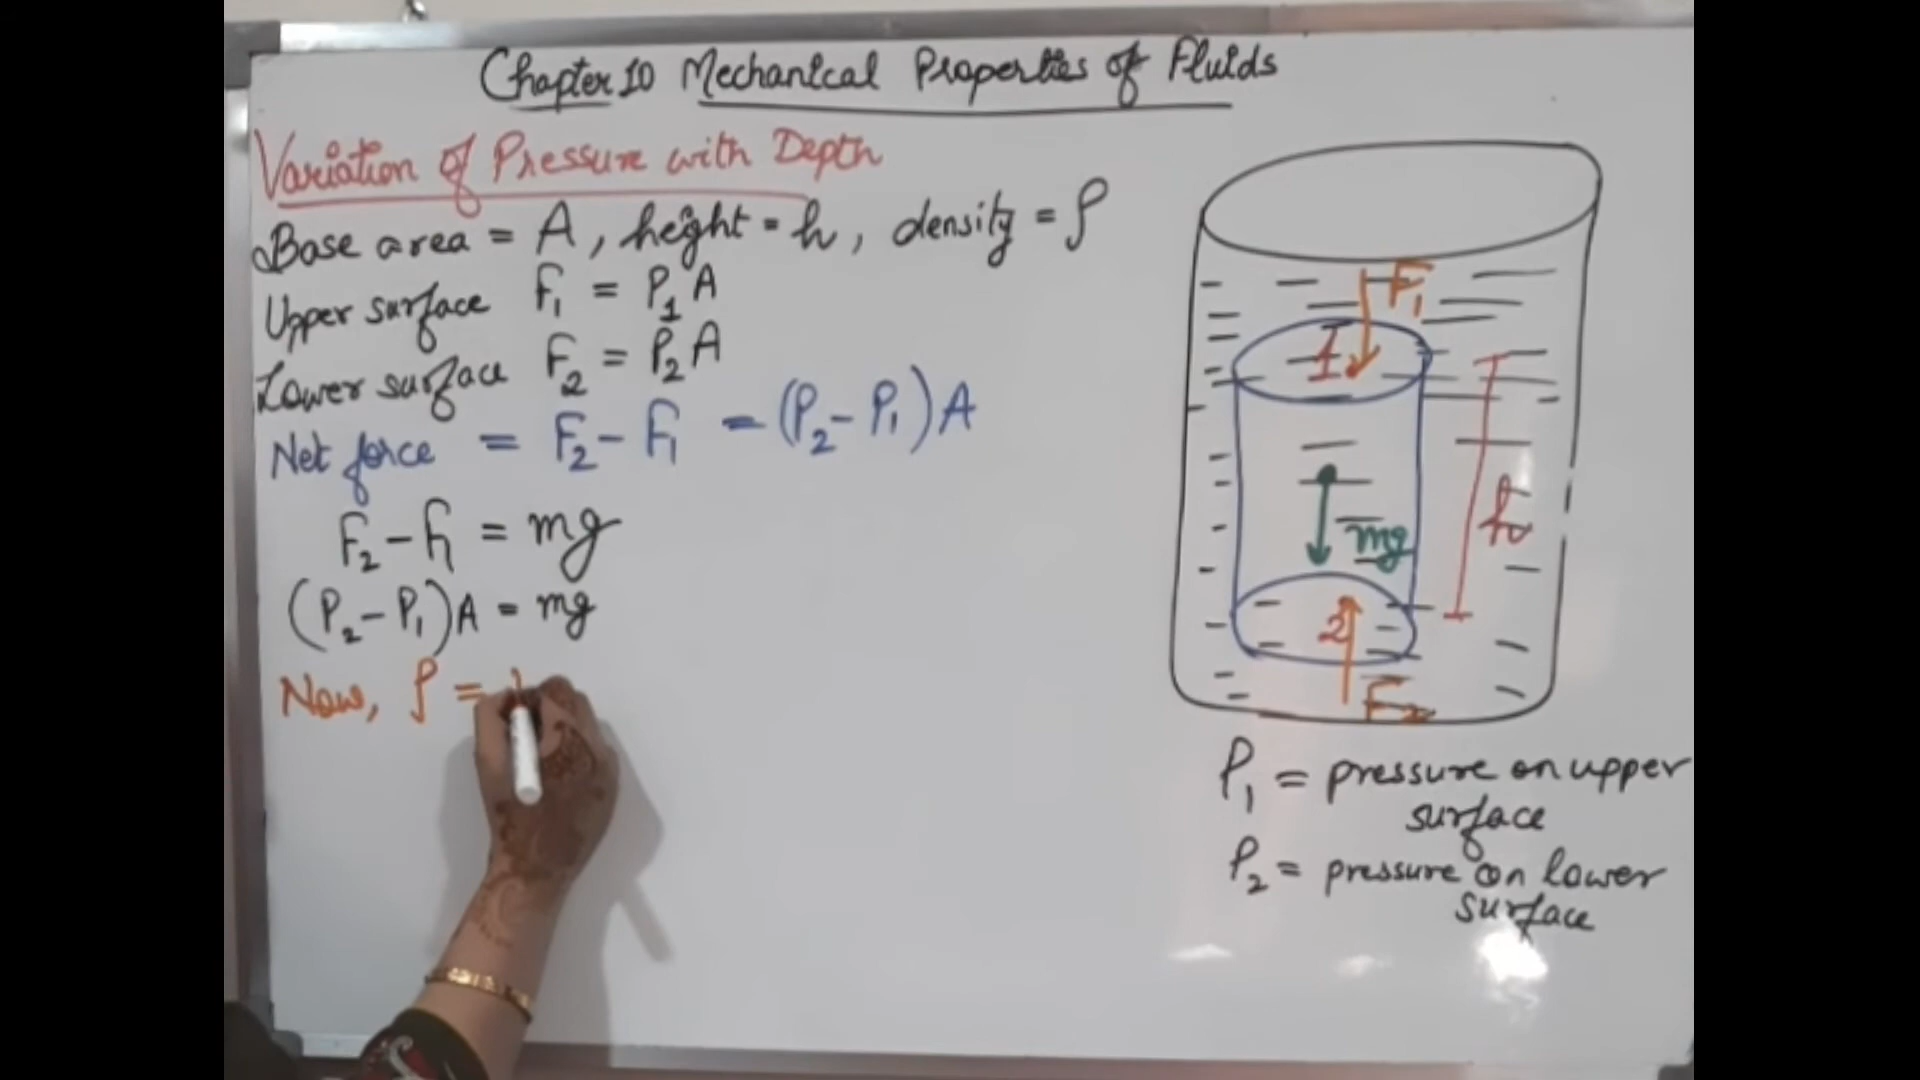 Chapter 10 Mechanical Properties of Fluids
Variation of Pressure with Depth
Base area = A, height = h, density = ρ
Upper surface F₁ = P₁A
Lower surface F₂ = P₂A
Net force = F₂ - F₁ = (P₂ - P₁)A
F₂ - F₁ = mg
(P₂ - P₁)A = mg
Now, ρ =
F₁
1
h
mg
2
F₂
P₁ = pressure on upper
surface
P₂ = pressure on lower
surface